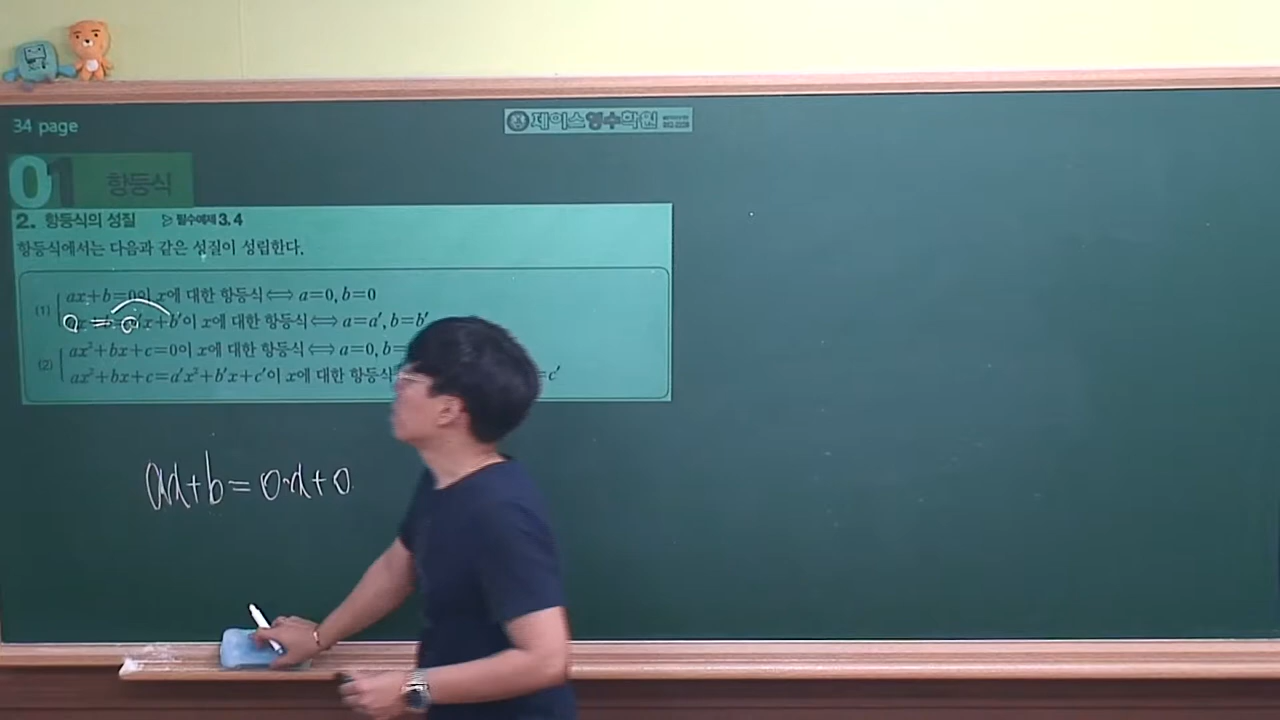 34 page
제이스영수학원
01 항등식
2. 항등식의 성질 ▷ 필수예제 3, 4
항등식에서는 다음과 같은 성질이 성립한다.
(1) ax+b=0이 x에 대한 항등식⟺a=0, b=0
ax+b=a′x+b′이 x에 대한 항등식⟺a=a′, b=b′
(2) ax²+bx+c=0이 x에 대한 항등식⟺a=0, b=
ax²+bx+c=a′x²+b′x+c′이 x에 대한 항등식 =c′
0 = 0
ax+b=0·x+0